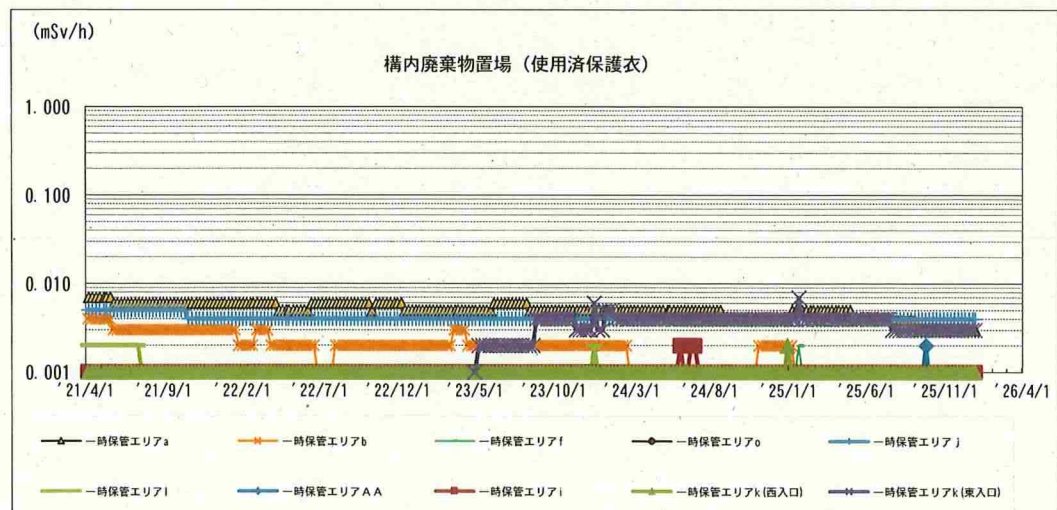 (mSv/h)
構内廃棄物置場（使用済保護衣）
1.000
0.100
0.010
0.001
21/4/1 21/9/1 22/2/1 22/7/1 22/12/1 23/5/1 23/10/1 24/3/1 24/8/1 25/1/1 25/6/1 25/11/1 26/4/1
一時保管エリアa 一時保管エリアb 一時保管エリアf 一時保管エリアo 一時保管エリアj
一時保管エリアl 一時保管エリアAA 一時保管エリアi 一時保管エリアk(西入口) 一時保管エリアk(東入口)